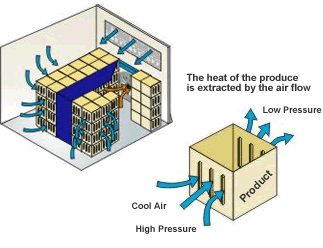 The heat of the produce
is extracted by the air flow
Low Pressure
Product
Cool Air
High Pressure